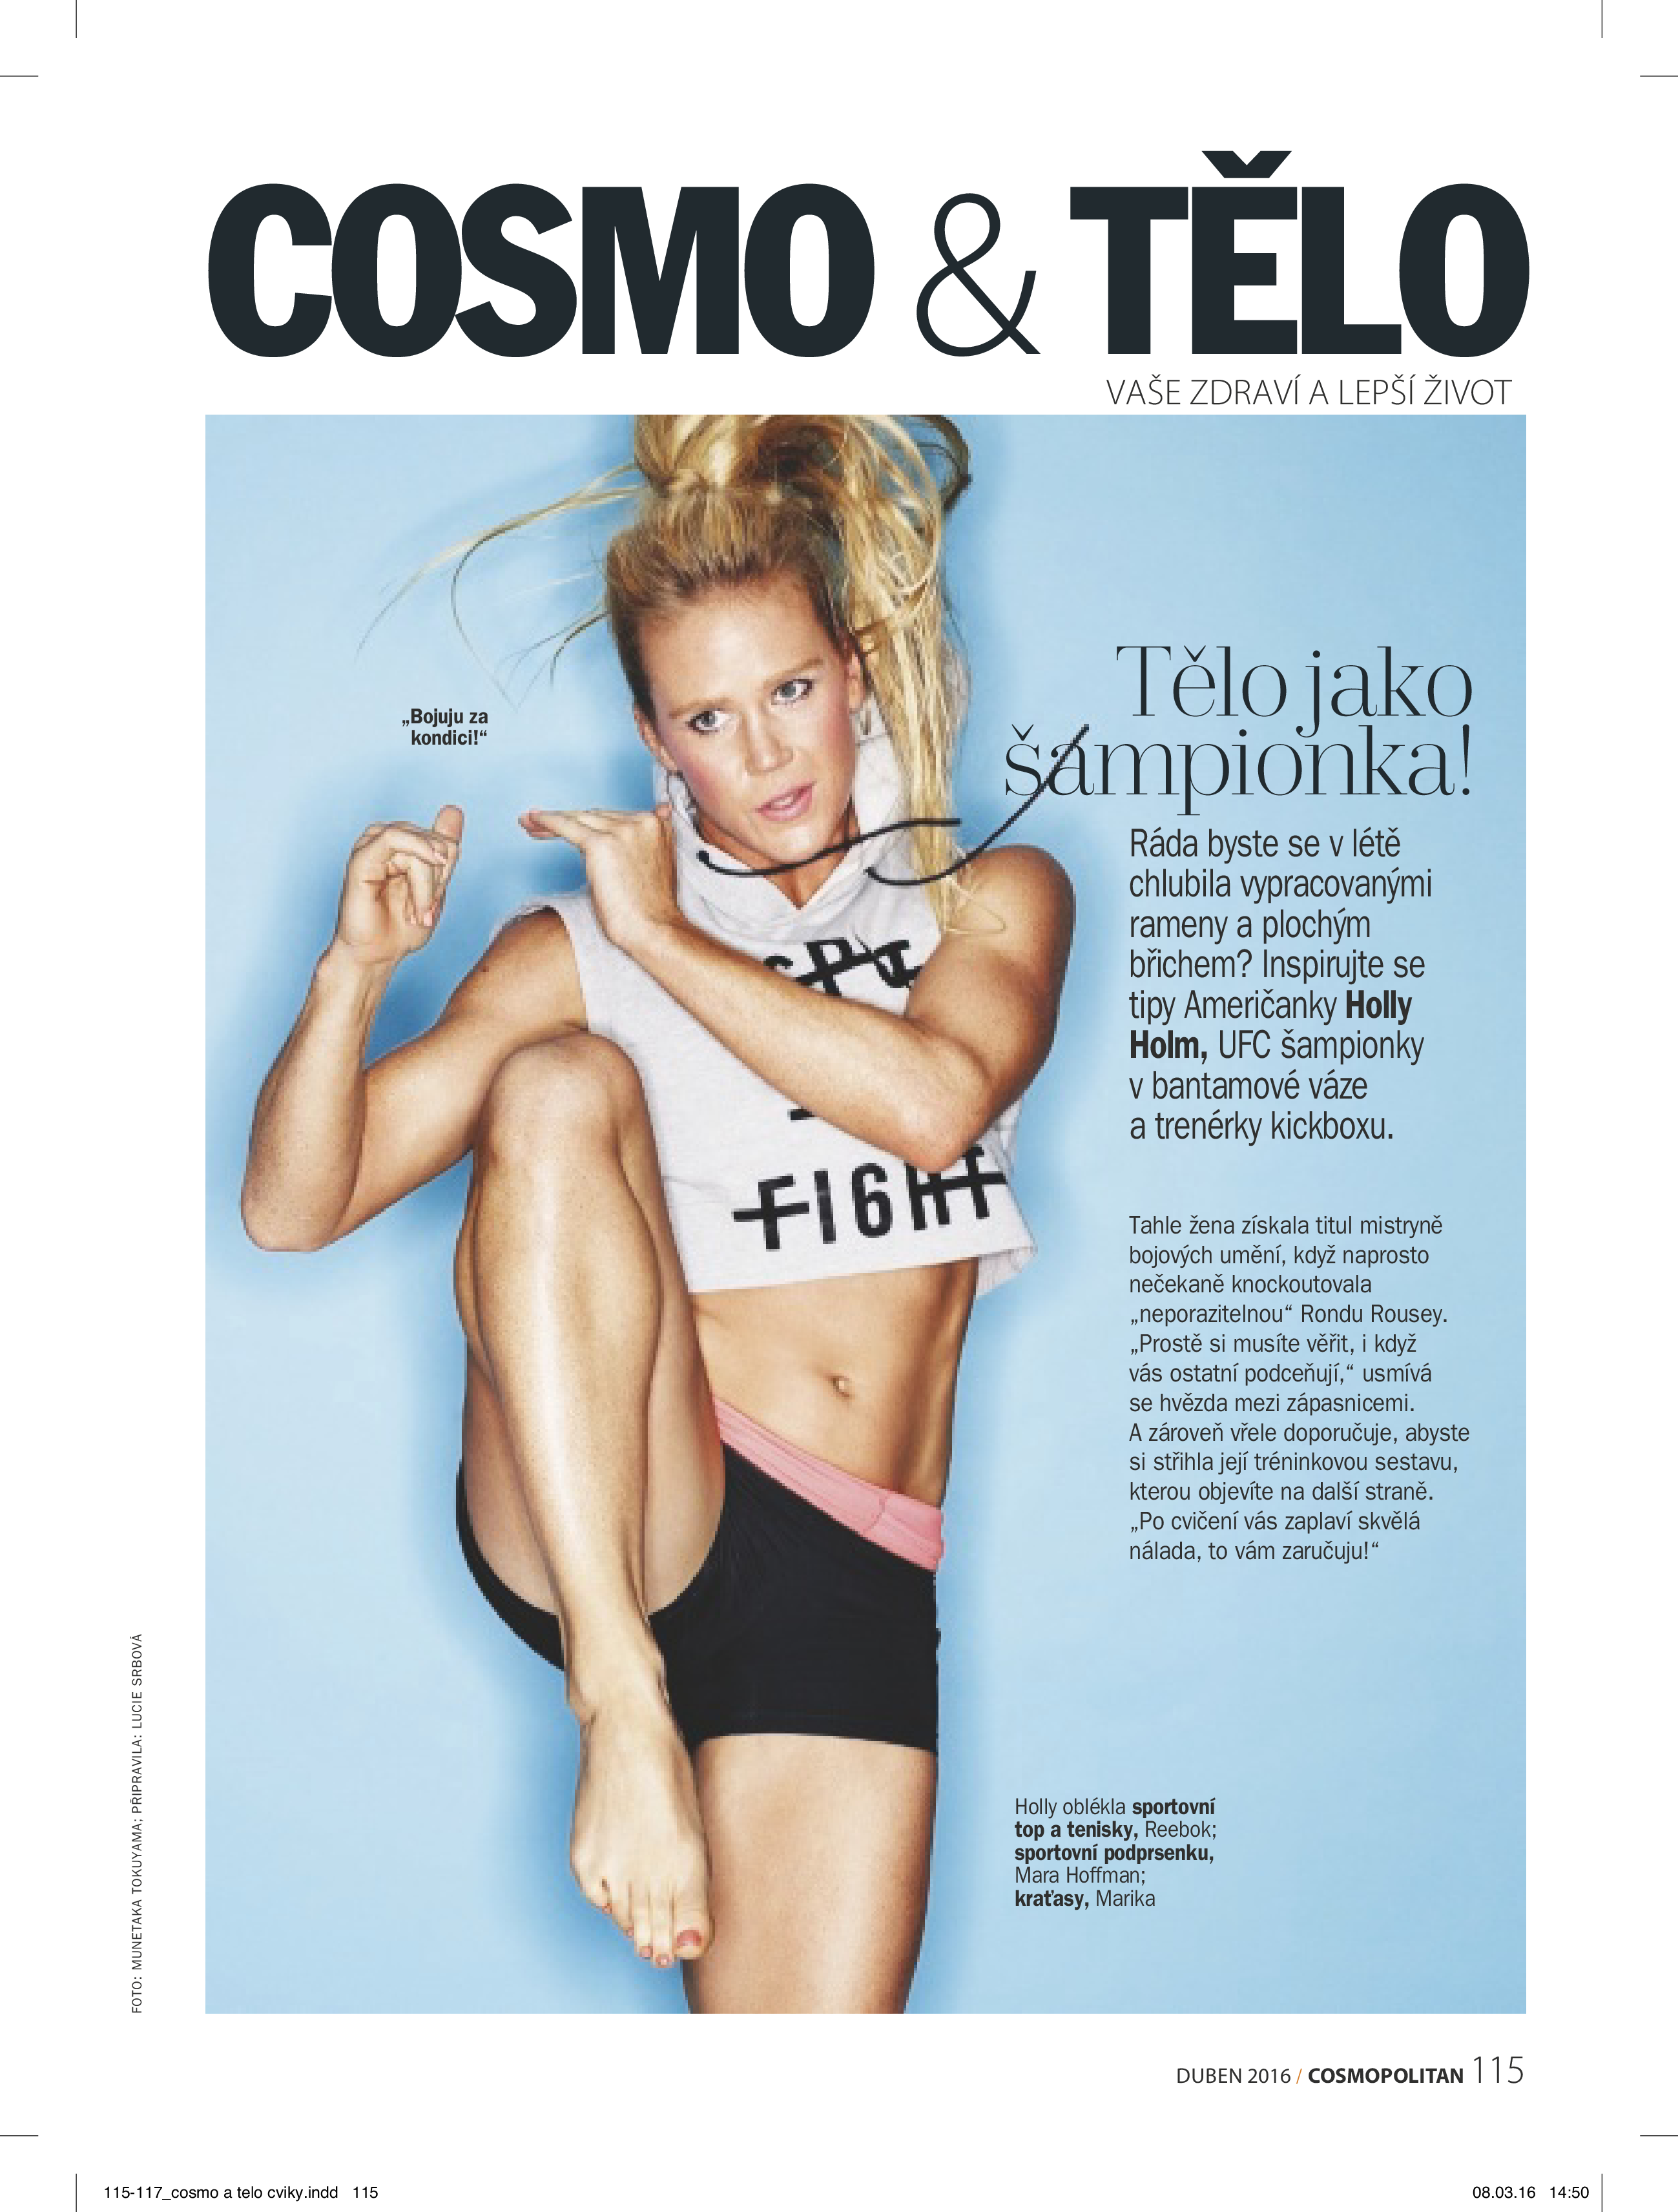 COSMO & TĚLO
VAŠE ZDRAVÍ A LEPŠÍ ŽIVOT
„Bojuju za
kondici!“
Tělo jako
šampionka!
Ráda byste se v létě
chlubila vypracovanými
rameny a plochým
břichem? Inspirujte se
tipy Američanky Holly
Holm, UFC šampionky
v bantamové váze
a trenérky kickboxu.
FIGHT
Tahle žena získala titul mistryně
bojových umění, když naprosto
nečekaně knockoutovala
„neporazitelnou“ Rondu Rousey.
„Prostě si musíte věřit, i když
vás ostatní podceňují,“ usmívá
se hvězda mezi zápasnicemi.
A zároveň vřele doporučuje, abyste
si střihla její tréninkovou sestavu,
kterou objevíte na další straně.
„Po cvičení vás zaplaví skvělá
nálada, to vám zaručuju!“
Holly oblékla sportovní
top a tenisky, Reebok;
sportovní podprsenku,
Mara Hoffman;
kraťasy, Marika
FOTO: MUNETAKA TOKUYAMA; PŘIPRAVILA: LUCIE SRBOVÁ
DUBEN 2016 / COSMOPOLITAN 115
115-117_cosmo a telo cviky.indd 115
08.03.16 14:50